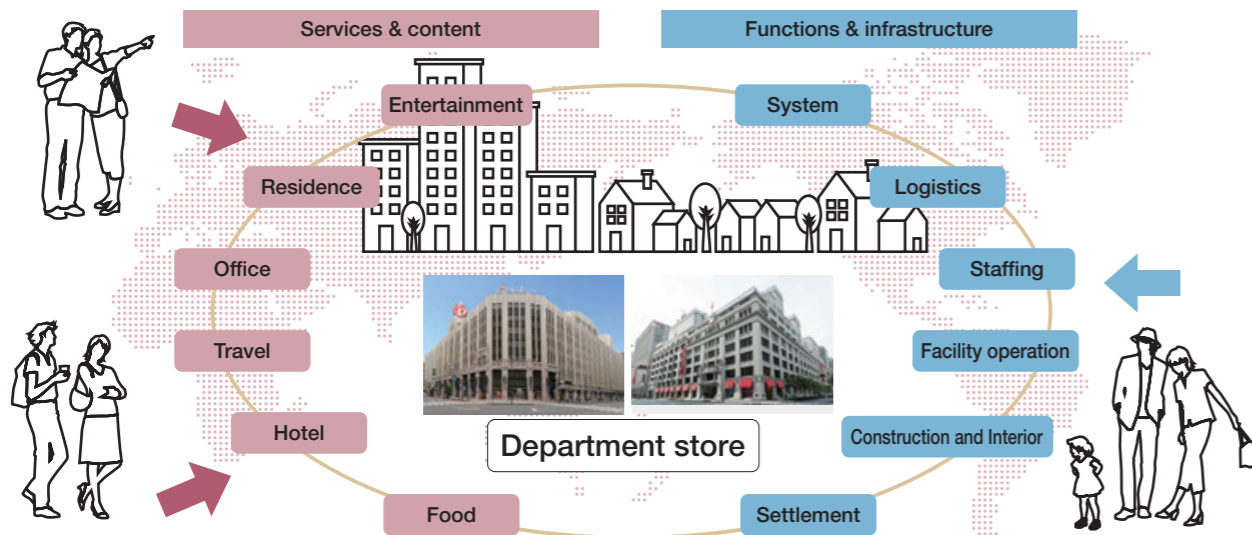 Services & content
Functions & infrastructure
Entertainment
System
Residence
Logistics
Office
Staffing
Travel
Facility operation
Hotel
Construction and Interior
Department store
Food
Settlement